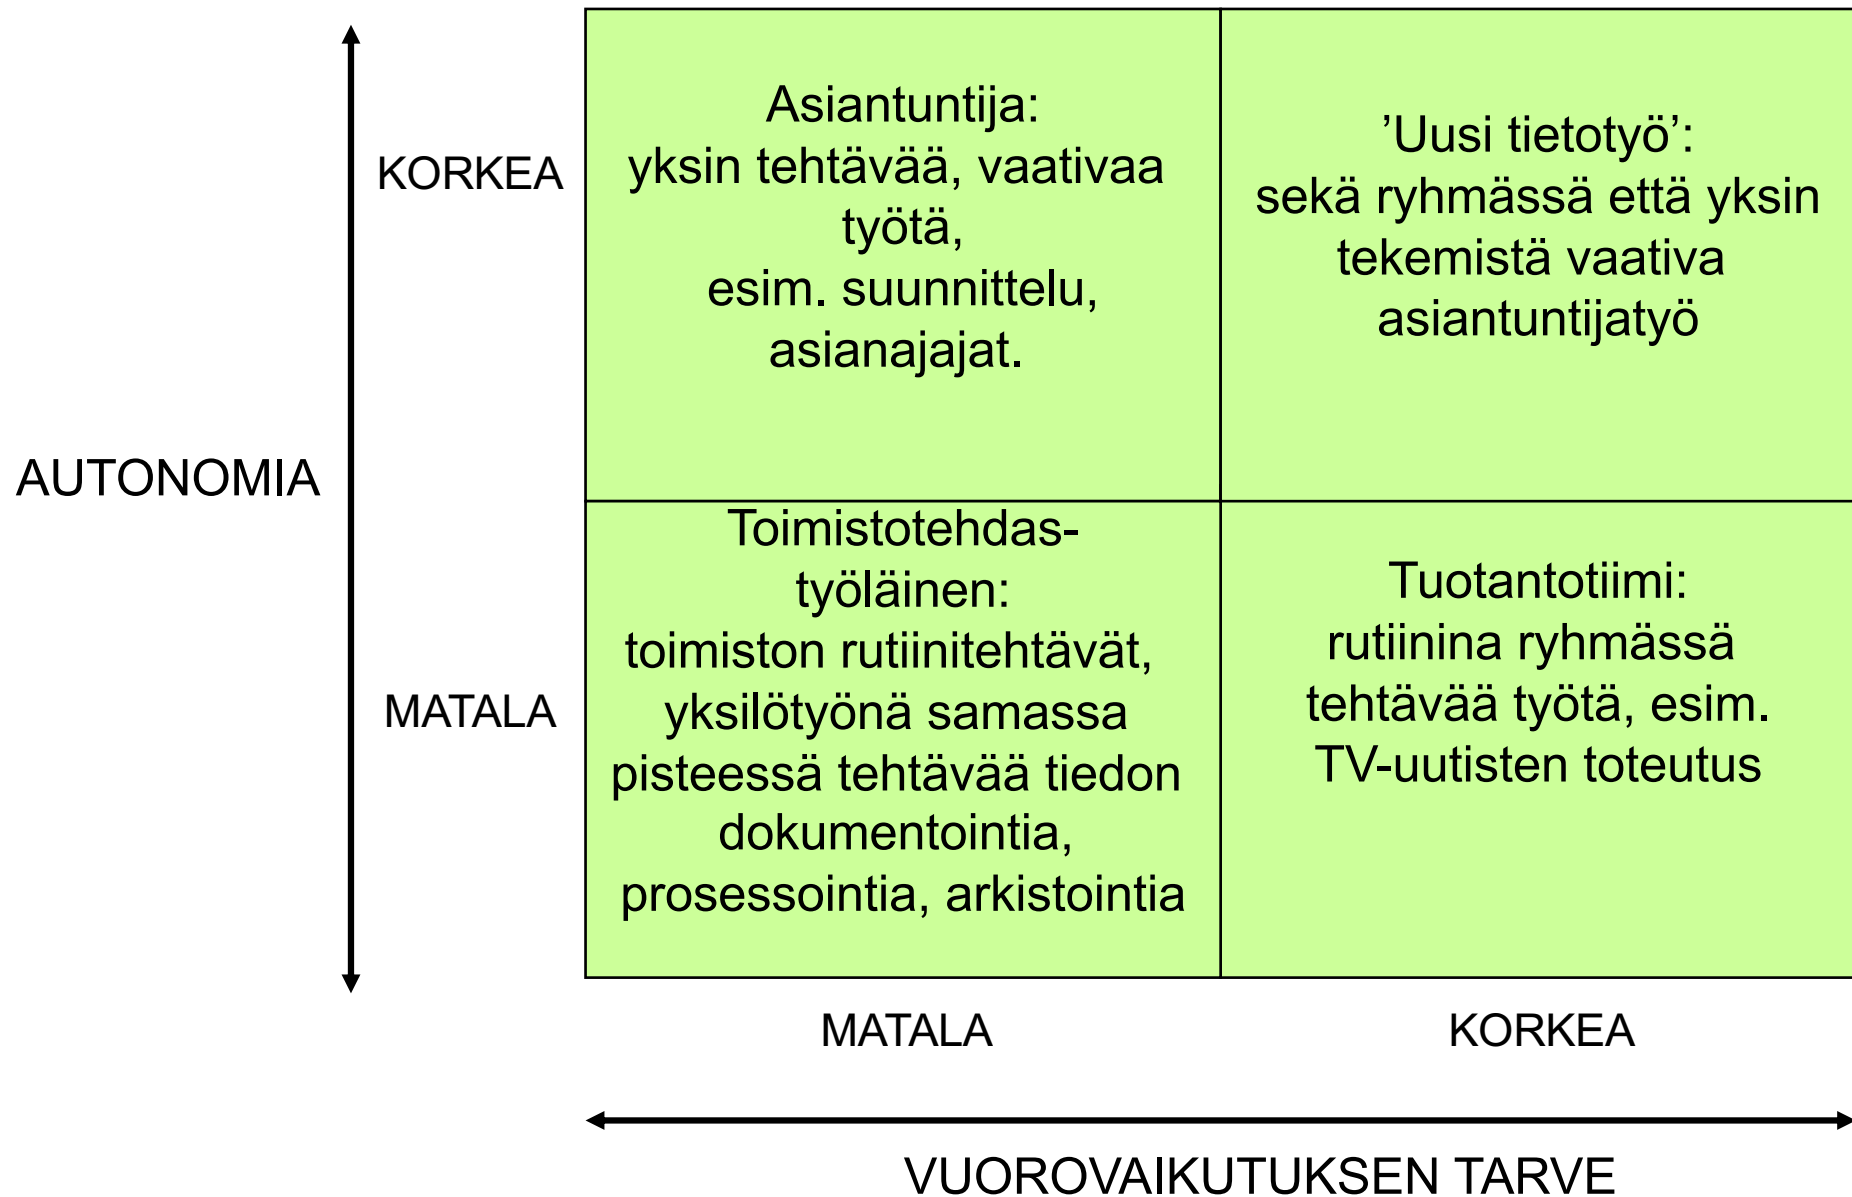 Asiantuntija:
yksin tehtävää, vaativaa
työtä,
esim. suunnittelu,
asianajajat.
’Uusi tietotyö’:
sekä ryhmässä että yksin
tekemistä vaativa
asiantuntijatyö
KORKEA
AUTONOMIA
MATALA
Toimistotehdas-
työläinen:
toimiston rutiinitehtävät,
yksilötyönä samassa
pisteessä tehtävää tiedon
dokumentointia,
prosessointia, arkistointia
Tuotantotiimi:
rutiinina ryhmässä
tehtävää työtä, esim.
TV-uutisten toteutus
MATALA
KORKEA
VUOROVAIKUTUKSEN TARVE